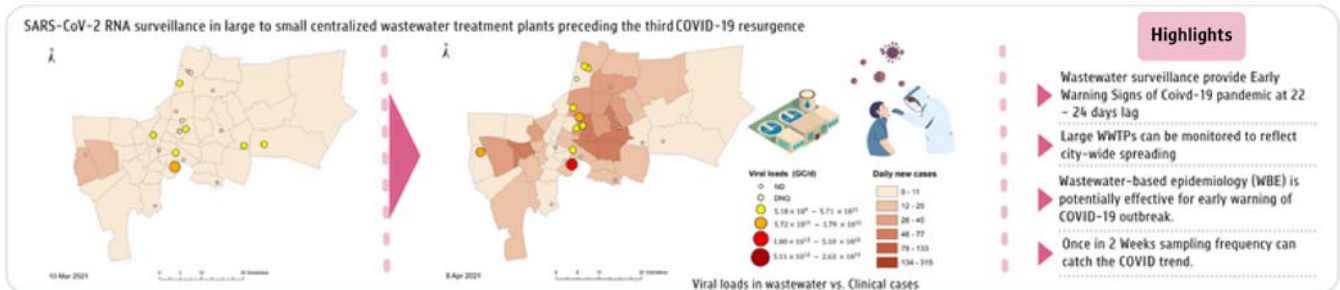 SARS-CoV-2 RNA surveillance in large to small centralized wastewater treatment plants preceding the third COVID-19 resurgence
N
10 Mar 2021
N
8 Apr 2021
Viral loads (GC/d)
ND
DNQ
Daily new cases
0 - 11
12 - 25
26 - 45
46 - 77
78 - 133
134 - 315
Viral loads in wastewater vs. Clinical cases
Highlights
Wastewater surveillance provide Early
Warning Signs of Coivd-19 pandemic at 22
– 24 days lag
Large WWTPs can be monitored to reflect
city-wide spreading
Wastewater-based epidemiology (WBE) is
potentially effective for early warning of
COVID-19 outbreak.
Once in 2 Weeks sampling frequency can
catch the COVID trend.